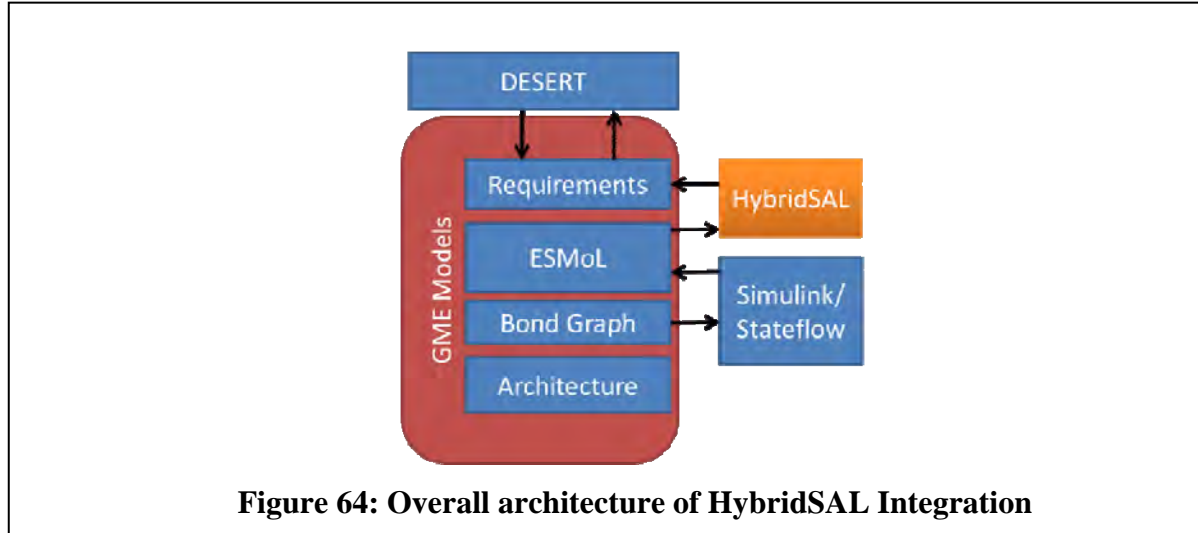 DESERT
GME Models
Requirements
ESMoL
Bond Graph
Architecture
HybridSAL
Simulink/
Stateflow
Figure 64: Overall architecture of HybridSAL Integration